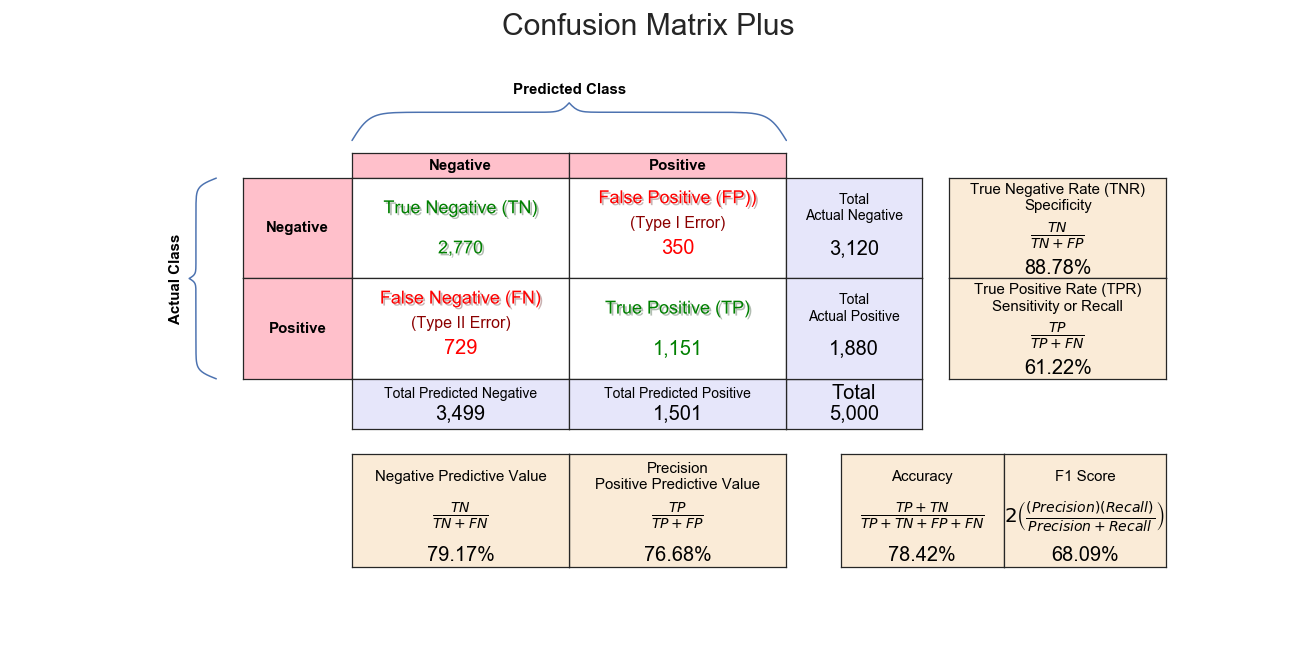 Confusion Matrix Plus
Predicted Class
Negative Positive
Actual Class
Negative
True Negative (TN)
2,770
False Positive (FP))
(Type I Error)
350
Total
Actual Negative
3,120
True Negative Rate (TNR)
Specificity
TN
TN + FP
88.78%
Positive
False Negative (FN)
(Type II Error)
729
True Positive (TP)
1,151
Total
Actual Positive
1,880
True Positive Rate (TPR)
Sensitivity or Recall
TP
TP + FN
61.22%
Total Predicted Negative
3,499
Total Predicted Positive
1,501
Total
5,000
Negative Predictive Value
TN
TN + FN
79.17%
Precision
Positive Predictive Value
TP
TP + FP
76.68%
Accuracy
TP + TN
TP + TN + FP + FN
78.42%
F1 Score
2((Precision)(Recall)
Precision + Recall)
68.09%